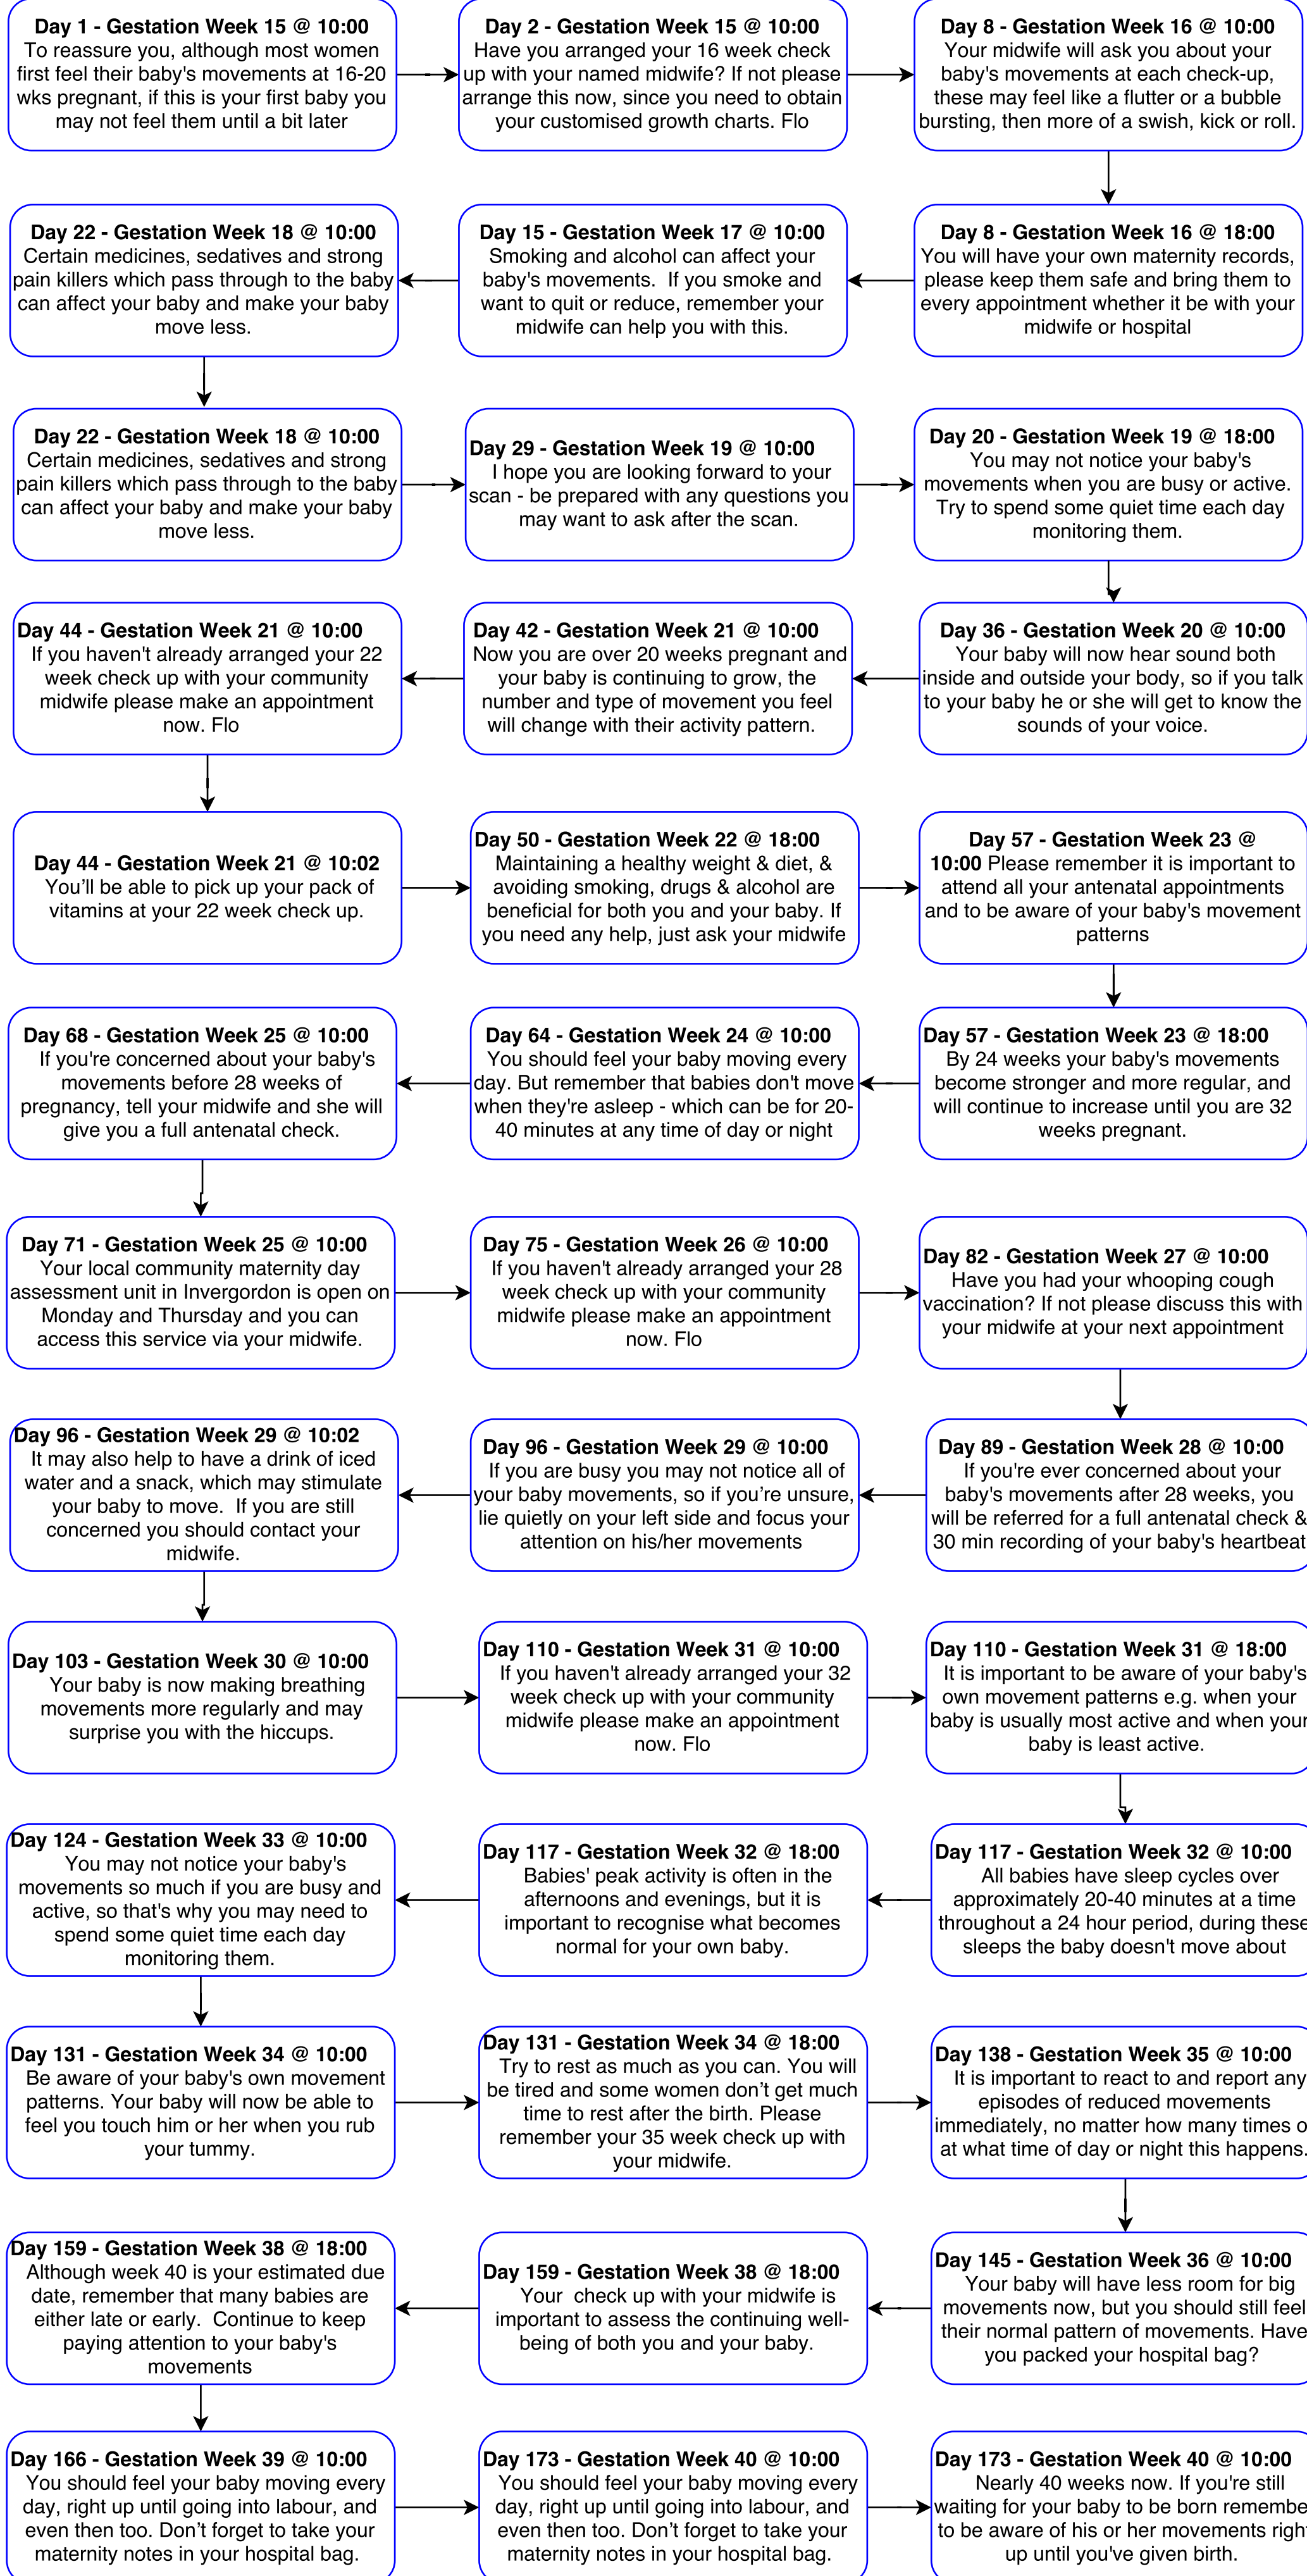 Day 1 - Gestation Week 15 @ 10:00
To reassure you, although most women
first feel their baby's movements at 16-20
wks pregnant, if this is your first baby you
may not feel them until a bit later
Day 2 - Gestation Week 15 @ 10:00
Have you arranged your 16 week check
up with your named midwife? If not please
arrange this now, since you need to obtain
your customised growth charts. Flo
Day 8 - Gestation Week 16 @ 10:00
Your midwife will ask you about your
baby's movements at each check-up,
these may feel like a flutter or a bubble
bursting, then more of a swish, kick or roll.
Day 8 - Gestation Week 16 @ 18:00
You will have your own maternity records,
please keep them safe and bring them to
every appointment whether it be with your
midwife or hospital
Day 15 - Gestation Week 17 @ 10:00
Smoking and alcohol can affect your
baby's movements.  If you smoke and
want to quit or reduce, remember your
midwife can help you with this.
Day 22 - Gestation Week 18 @ 10:00
Certain medicines, sedatives and strong
pain killers which pass through to the baby
can affect your baby and make your baby
move less.
Day 22 - Gestation Week 18 @ 10:00
Certain medicines, sedatives and strong
pain killers which pass through to the baby
can affect your baby and make your baby
move less.
Day 29 - Gestation Week 19 @ 10:00
I hope you are looking forward to your
scan - be prepared with any questions you
may want to ask after the scan.
Day 20 - Gestation Week 19 @ 18:00
You may not notice your baby's
movements when you are busy or active.
Try to spend some quiet time each day
monitoring them.
Day 36 - Gestation Week 20 @ 10:00
Your baby will now hear sound both
inside and outside your body, so if you talk
to your baby he or she will get to know the
sounds of your voice.
Day 42 - Gestation Week 21 @ 10:00
Now you are over 20 weeks pregnant and
your baby is continuing to grow, the
number and type of movement you feel
will change with their activity pattern.
Day 44 - Gestation Week 21 @ 10:00
If you haven't already arranged your 22
week check up with your community
midwife please make an appointment
now. Flo
Day 44 - Gestation Week 21 @ 10:02
You’ll be able to pick up your pack of
vitamins at your 22 week check up.
Day 50 - Gestation Week 22 @ 18:00
Maintaining a healthy weight & diet, &
avoiding smoking, drugs & alcohol are
beneficial for both you and your baby. If
you need any help, just ask your midwife
Day 57 - Gestation Week 23 @
10:00 Please remember it is important to
attend all your antenatal appointments
and to be aware of your baby's movement
patterns
Day 57 - Gestation Week 23 @ 18:00
By 24 weeks your baby's movements
become stronger and more regular, and
will continue to increase until you are 32
weeks pregnant.
Day 64 - Gestation Week 24 @ 10:00
You should feel your baby moving every
day. But remember that babies don't move
when they're asleep - which can be for 20-
40 minutes at any time of day or night
Day 68 - Gestation Week 25 @ 10:00
If you're concerned about your baby's
movements before 28 weeks of
pregnancy, tell your midwife and she will
give you a full antenatal check.
Day 71 - Gestation Week 25 @ 10:00
Your local community maternity day
assessment unit in Invergordon is open on
Monday and Thursday and you can
access this service via your midwife.
Day 75 - Gestation Week 26 @ 10:00
If you haven't already arranged your 28
week check up with your community
midwife please make an appointment
now. Flo
Day 82 - Gestation Week 27 @ 10:00
Have you had your whooping cough
vaccination? If not please discuss this with
your midwife at your next appointment
Day 89 - Gestation Week 28 @ 10:00
If you're ever concerned about your
baby's movements after 28 weeks, you
will be referred for a full antenatal check &
30 min recording of your baby's heartbeat
Day 96 - Gestation Week 29 @ 10:00
If you are busy you may not notice all of
your baby movements, so if you’re unsure,
lie quietly on your left side and focus your
attention on his/her movements
Day 96 - Gestation Week 29 @ 10:02
It may also help to have a drink of iced
water and a snack, which may stimulate
your baby to move.  If you are still
concerned you should contact your
midwife.
Day 103 - Gestation Week 30 @ 10:00
Your baby is now making breathing
movements more regularly and may
surprise you with the hiccups.
Day 110 - Gestation Week 31 @ 10:00
If you haven't already arranged your 32
week check up with your community
midwife please make an appointment
now. Flo
Day 110 - Gestation Week 31 @ 18:00
It is important to be aware of your baby's
own movement patterns e.g. when your
baby is usually most active and when your
baby is least active.
Day 117 - Gestation Week 32 @ 10:00
All babies have sleep cycles over
approximately 20-40 minutes at a time
throughout a 24 hour period, during these
sleeps the baby doesn't move about
Day 117 - Gestation Week 32 @ 18:00
Babies' peak activity is often in the
afternoons and evenings, but it is
important to recognise what becomes
normal for your own baby.
Day 124 - Gestation Week 33 @ 10:00
You may not notice your baby's
movements so much if you are busy and
active, so that's why you may need to
spend some quiet time each day
monitoring them.
Day 131 - Gestation Week 34 @ 10:00
Be aware of your baby's own movement
patterns. Your baby will now be able to
feel you touch him or her when you rub
your tummy.
Day 131 - Gestation Week 34 @ 18:00
Try to rest as much as you can. You will
be tired and some women don’t get much
time to rest after the birth. Please
remember your 35 week check up with
your midwife.
Day 138 - Gestation Week 35 @ 10:00
It is important to react to and report any
episodes of reduced movements
immediately, no matter how many times o
at what time of day or night this happens.
Day 145 - Gestation Week 36 @ 10:00
Your baby will have less room for big
movements now, but you should still feel
their normal pattern of movements. Have
you packed your hospital bag?
Day 159 - Gestation Week 38 @ 18:00
Your  check up with your midwife is
important to assess the continuing well-
being of both you and your baby.
Day 159 - Gestation Week 38 @ 18:00
Although week 40 is your estimated due
date, remember that many babies are
either late or early.  Continue to keep
paying attention to your baby's
movements
Day 166 - Gestation Week 39 @ 10:00
You should feel your baby moving every
day, right up until going into labour, and
even then too. Don’t forget to take your
maternity notes in your hospital bag.
Day 173 - Gestation Week 40 @ 10:00
You should feel your baby moving every
day, right up until going into labour, and
even then too. Don’t forget to take your
maternity notes in your hospital bag.
Day 173 - Gestation Week 40 @ 10:00
Nearly 40 weeks now. If you're still
waiting for your baby to be born remembe
to be aware of his or her movements right
up until you've given birth.